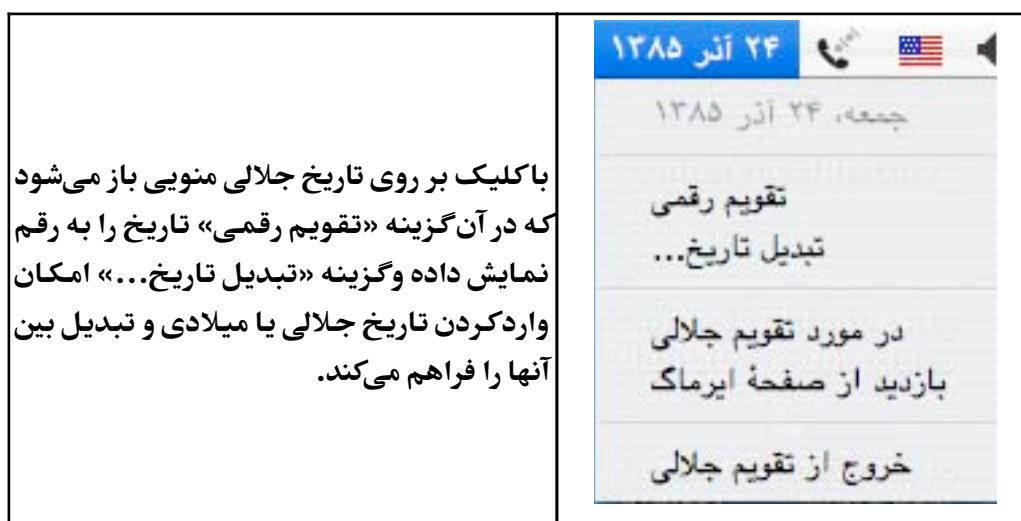 ۲۴ آذر ۱۳۸۵
جمعه، ۲۴ آذر ۱۳۸۵
تقویم رقمی
تبدیل تاریخ...
در مورد تقویم جلالی
بازدید از صفحهٔ ایرماک
خروج از تقویم جلالی
باکلیک بر روی تاریخ جلالی منویی باز می‌شود
که در آن گزینه «تقویم رقمی» تاریخ را به رقم
نمایش داده وگزینه «تبدیل تاریخ...» امکان
واردکردن تاریخ جلالی یا میلادی و تبدیل بین
آنها را فراهم می‌کند.